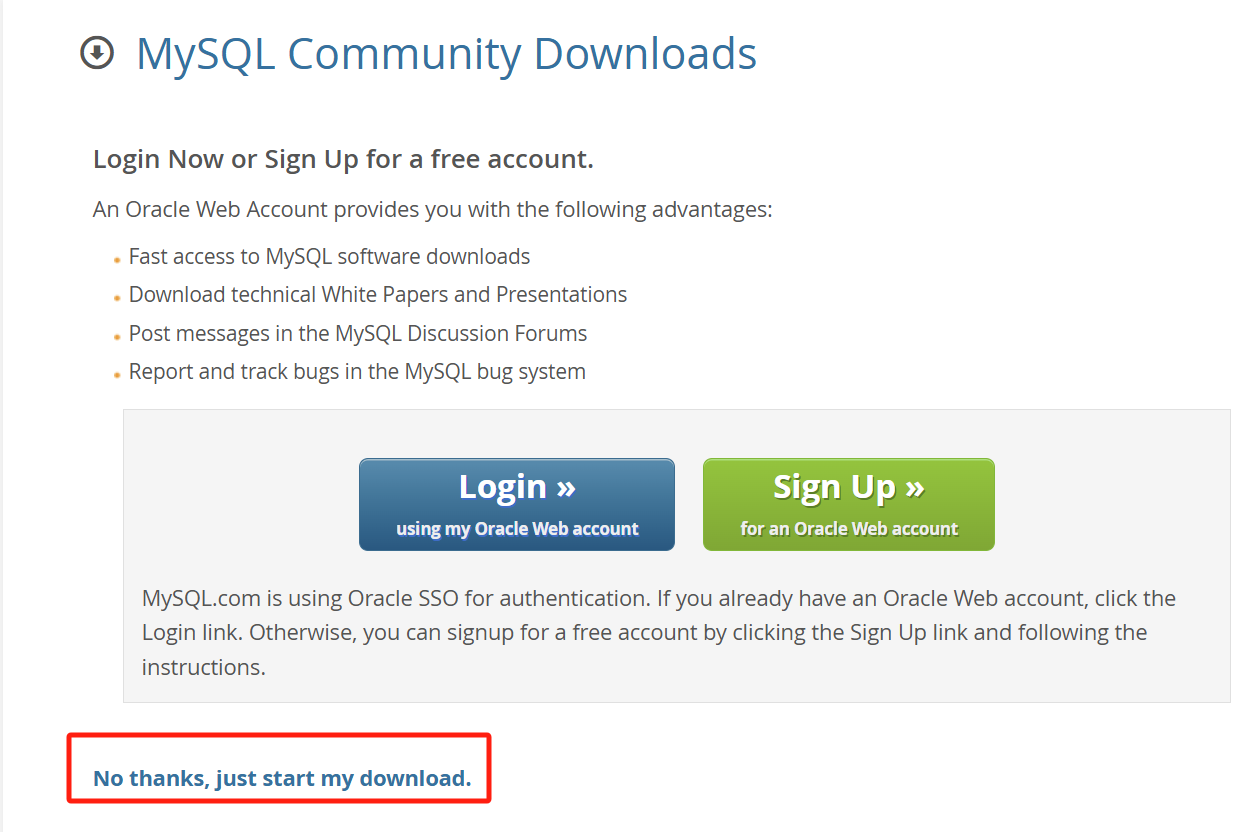 MySQL Community Downloads
Login Now or Sign Up for a free account.
An Oracle Web Account provides you with the following advantages:
Fast access to MySQL software downloads
Download technical White Papers and Presentations
Post messages in the MySQL Discussion Forums
Report and track bugs in the MySQL bug system
Login »
using my Oracle Web account
Sign Up »
for an Oracle Web account
MySQL.com is using Oracle SSO for authentication. If you already have an Oracle Web account, click the
Login link. Otherwise, you can signup for a free account by clicking the Sign Up link and following the
instructions.
No thanks, just start my download.